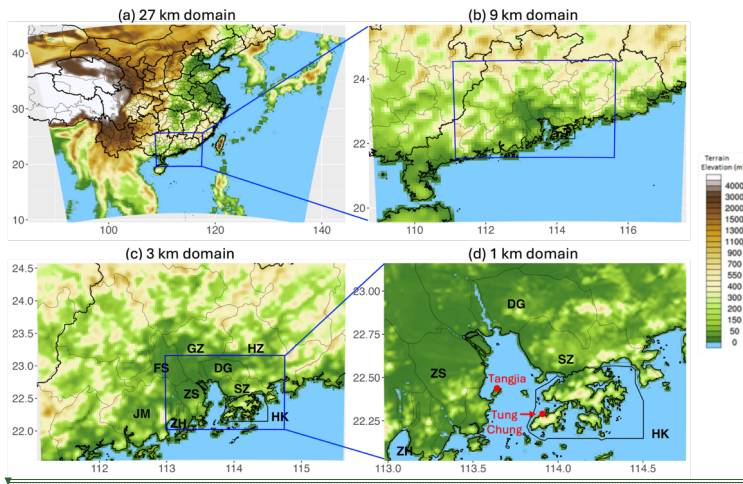 (a) 27 km domain
(b) 9 km domain
40
30
20
10
100
120
140
24
22
20
110
112
114
116
Terrain
Elevation (m)
4000
3000
2000
1500
1300
1100
900
700
550
400
300
200
150
50
0
(c) 3 km domain
(d) 1 km domain
24.5
24.0
23.5
23.0
22.5
22.0
GZ
HZ
FS
DG
ZS
SZ
JM
ZH
HK
112
113
114
115
23.00
22.75
22.50
22.25
DG
SZ
ZS
Tangjia
Tung
Chung
HK
ZH
113.0
113.5
114.0
114.5